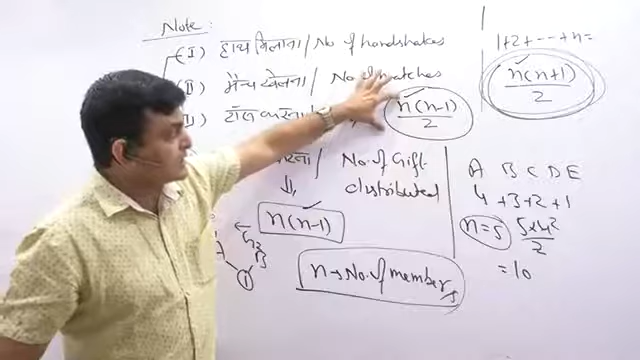 Note:
(I) हाथ मिलाना / No of handshakes
(II) मैच खेलना / No of matches
(III)
n(n-1)
2
No. of Gift
distributed
n(n-1)
n → No. of members
1+2+---+n=
n(n+1)
2
A B C D E
4+3+2+1
n=5 5×4
2
=10